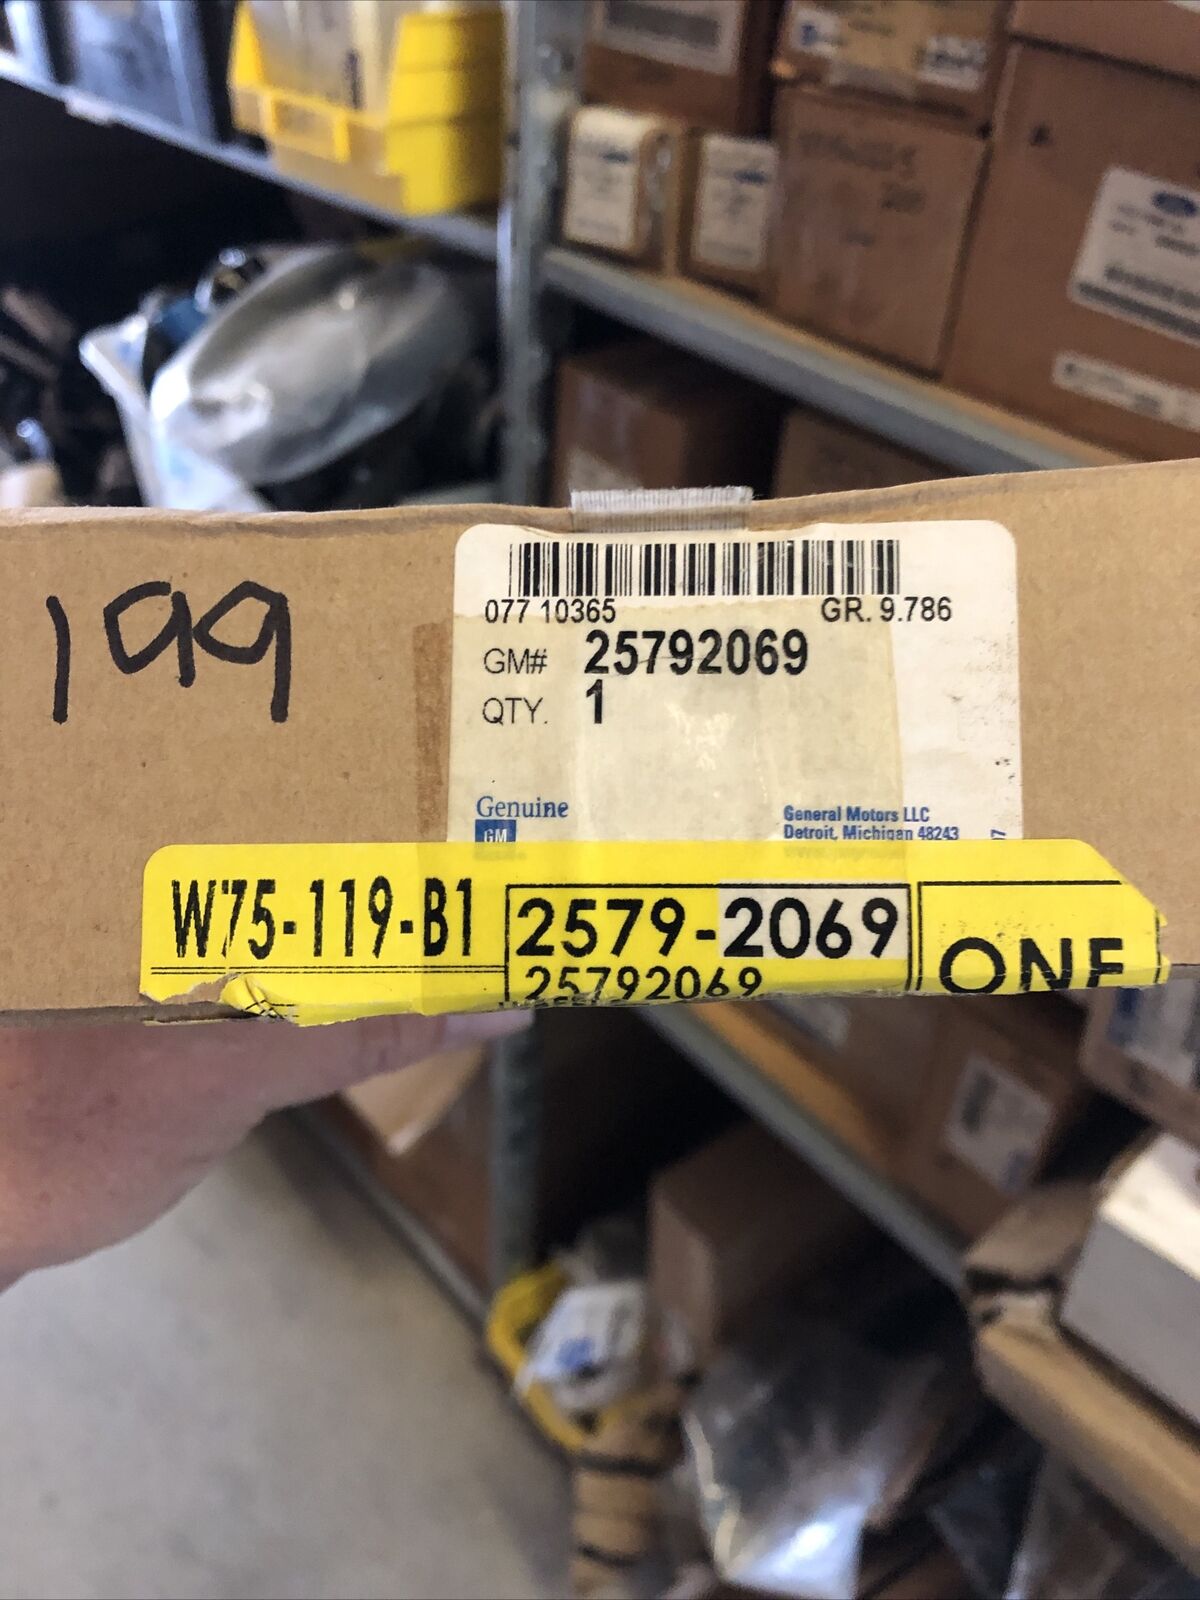 199
077 10365 GR. 9.786
GM# 25792069
QTY. 1
Genuine
GM
General Motors LLC
Detroit, Michigan 48243
W75-119-B1 2579-2069 ONE
25792069